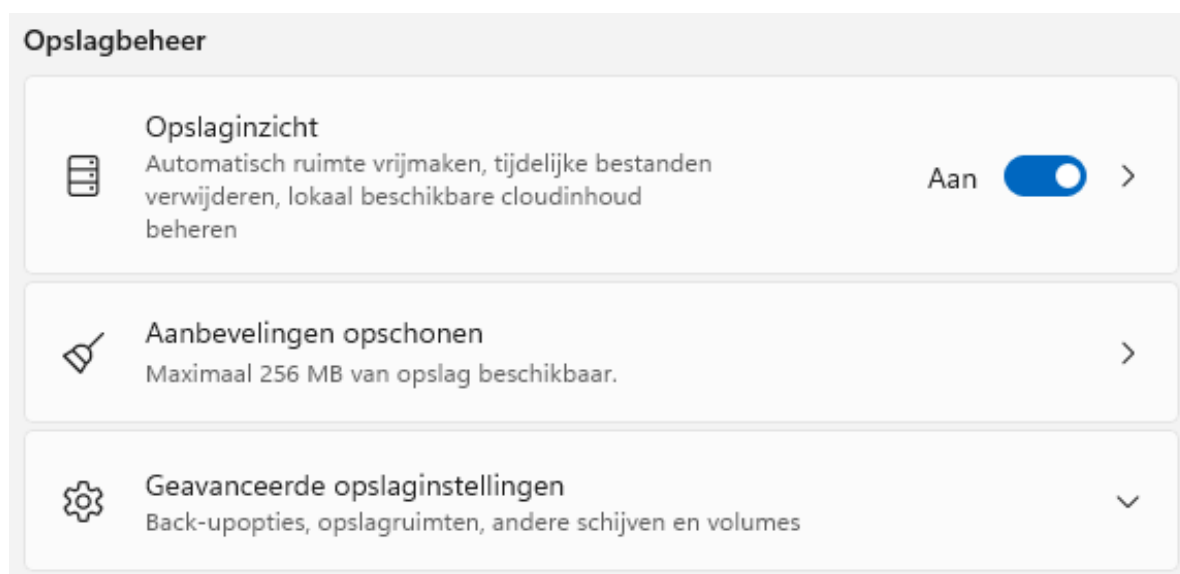 Opslagbeheer
Opslaginzicht
Automatisch ruimte vrijmaken, tijdelijke bestanden
verwijderen, lokaal beschikbare cloudinhoud
beheren
Aan
Aanbevelingen opschonen
Maximaal 256 MB van opslag beschikbaar.
Geavanceerde opslaginstellingen
Back-upopties, opslagruimten, andere schijven en volumes